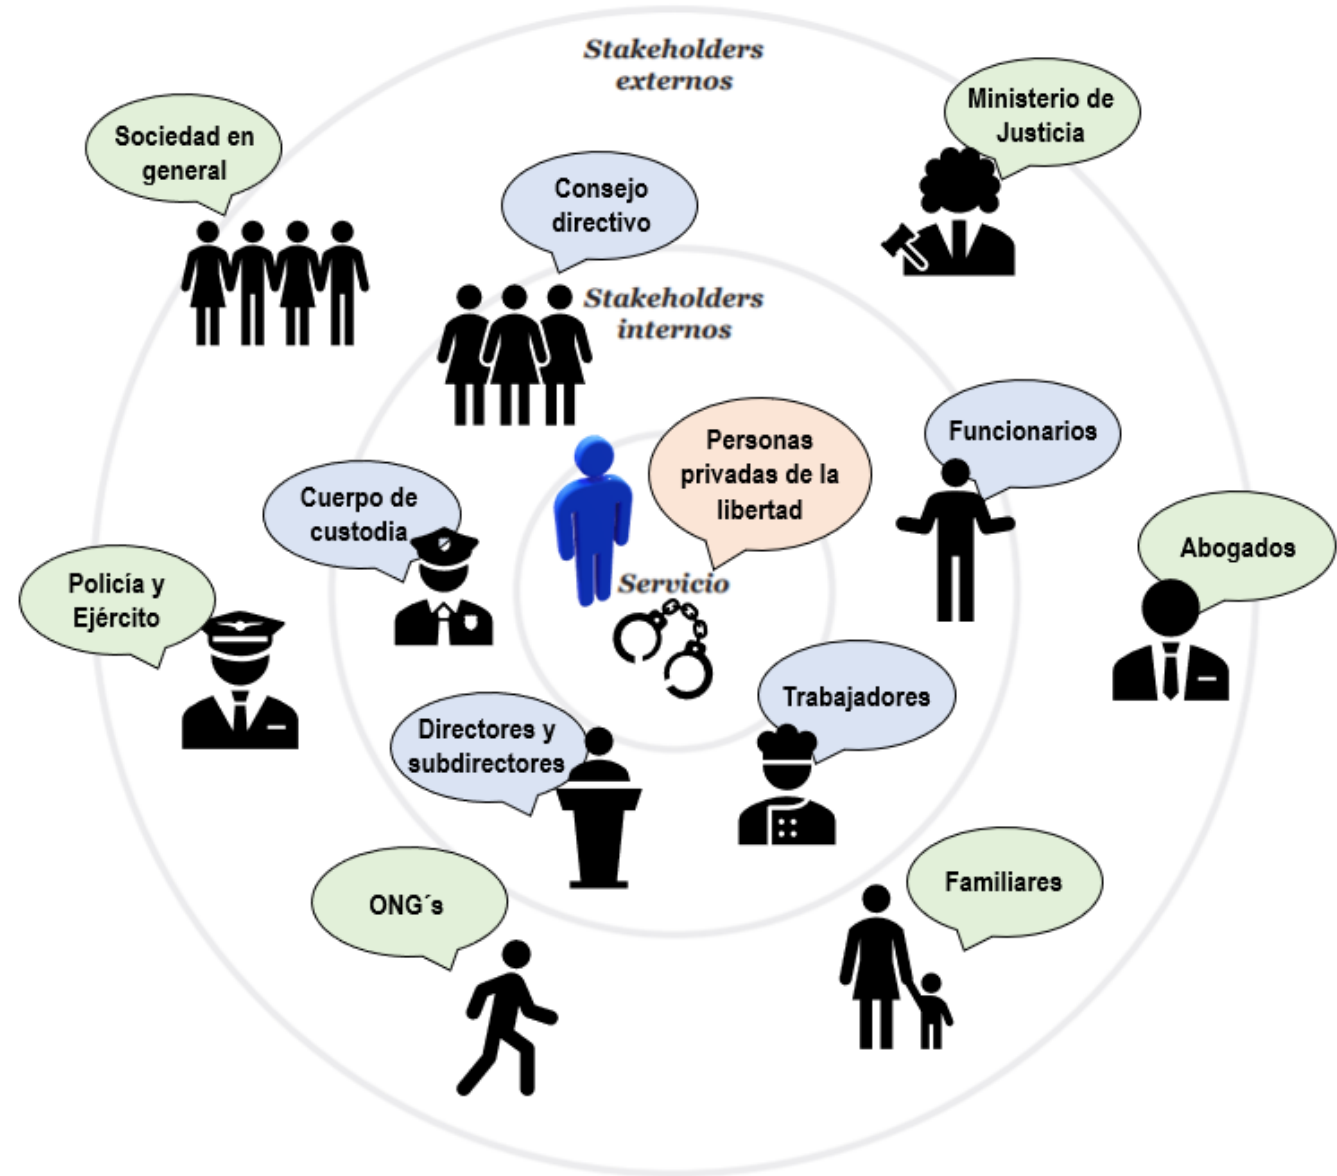 Stakeholders
externos
Ministerio de
Justicia
Sociedad en
general
Consejo
directivo
Stakeholders
internos
Personas
privadas de la
libertad
Funcionarios
Cuerpo de
custodia
Abogados
Policía y
Ejército
Servicio
Trabajadores
Directores y
subdirectores
Familiares
ONG´s